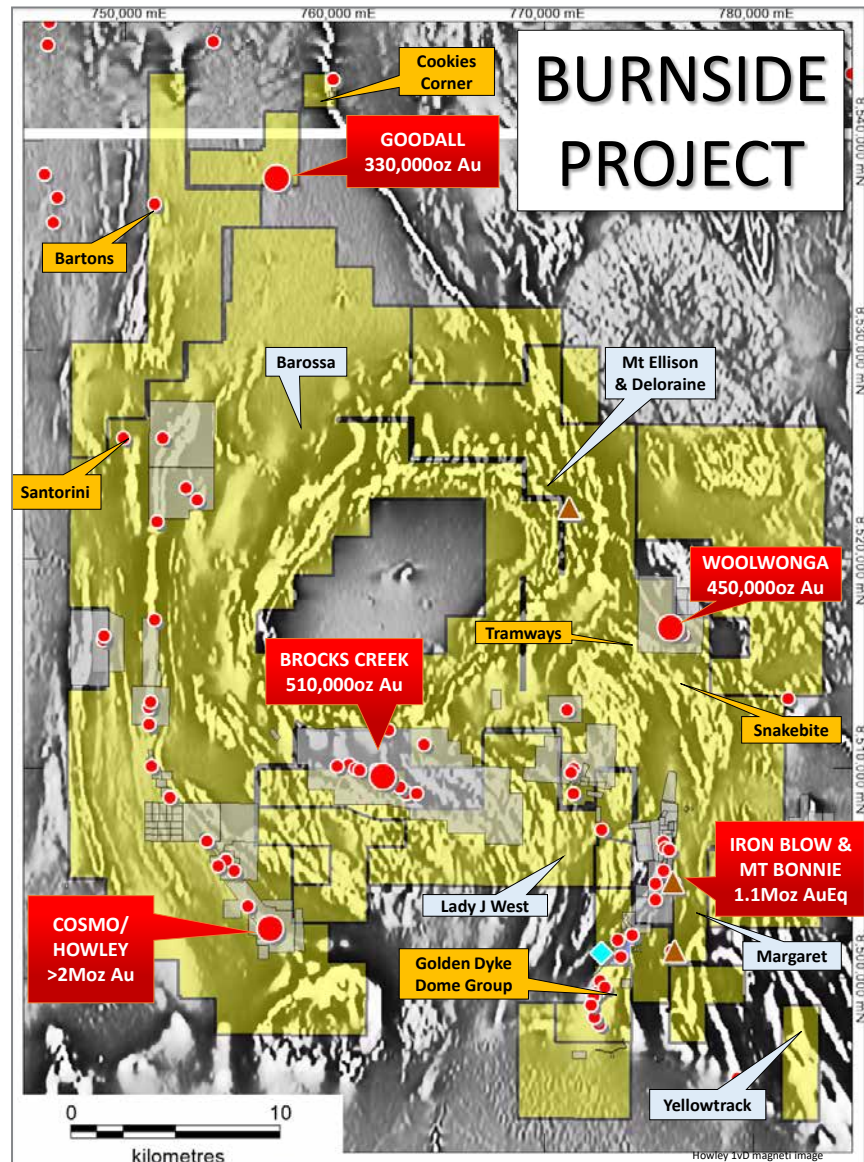 750,000 mE
760,000 mE
770,000 mE
780,000 mE
BURNSIDE
PROJECT
Cookies
Corner
8,540,000 mN
GOODALL
330,000oz Au
Bartons
8,530,000 mN
Barossa
Mt Ellison
& Deloraine
Santorini
8,520,000 mN
WOOLWONGA
450,000oz Au
Tramways
BROCKS CREEK
510,000oz Au
Snakebite
8,510,000 mN
IRON BLOW &
MT BONNIE
1.1Moz AuEq
Lady J West
COSMO/
HOWLEY
>2Moz Au
Margaret
Golden Dyke
Dome Group
8,500,000 mN
Yellowtrack
0 10
kilometres
Howley 1vD magneti image